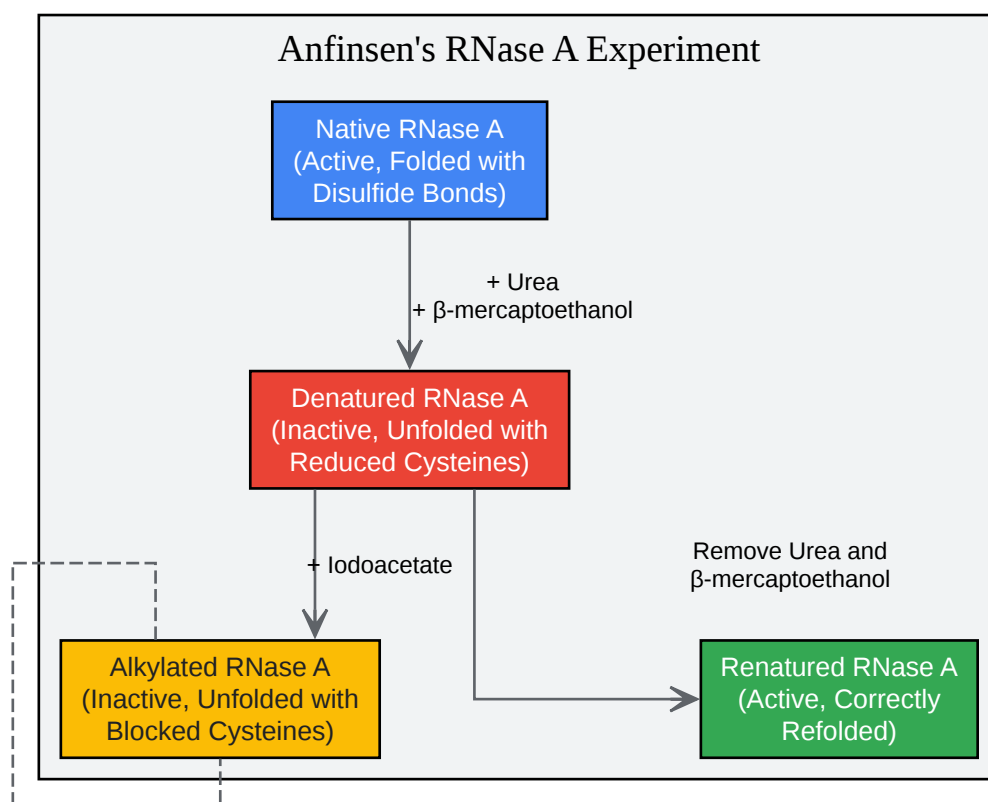 Anfinsen's RNase A Experiment
Native RNase A
(Active, Folded with
Disulfide Bonds)
+ Urea
+ β-mercaptoethanol
Denatured RNase A
(Inactive, Unfolded with
Reduced Cysteines)
+ Iodoacetate
Remove Urea and
β-mercaptoethanol
Alkylated RNase A
(Inactive, Unfolded with
Blocked Cysteines)
Renatured RNase A
(Active, Correctly
Refolded)